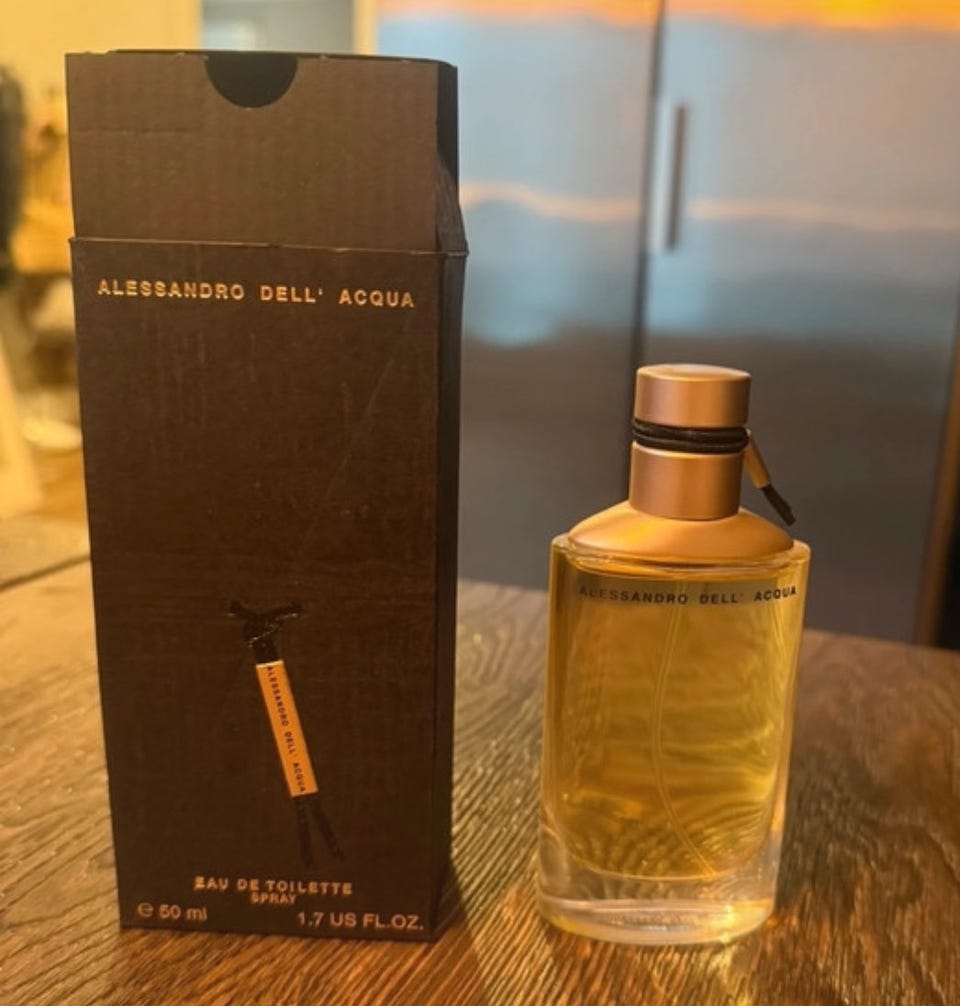 ALESSANDRO DELL' ACQUA
ALESSANDRO DELL' ACQUA
EAU DE TOILETTE
SPRAY
e 50 ml 1.7 US FL.OZ.
ALESSANDRO DELL' ACQUA